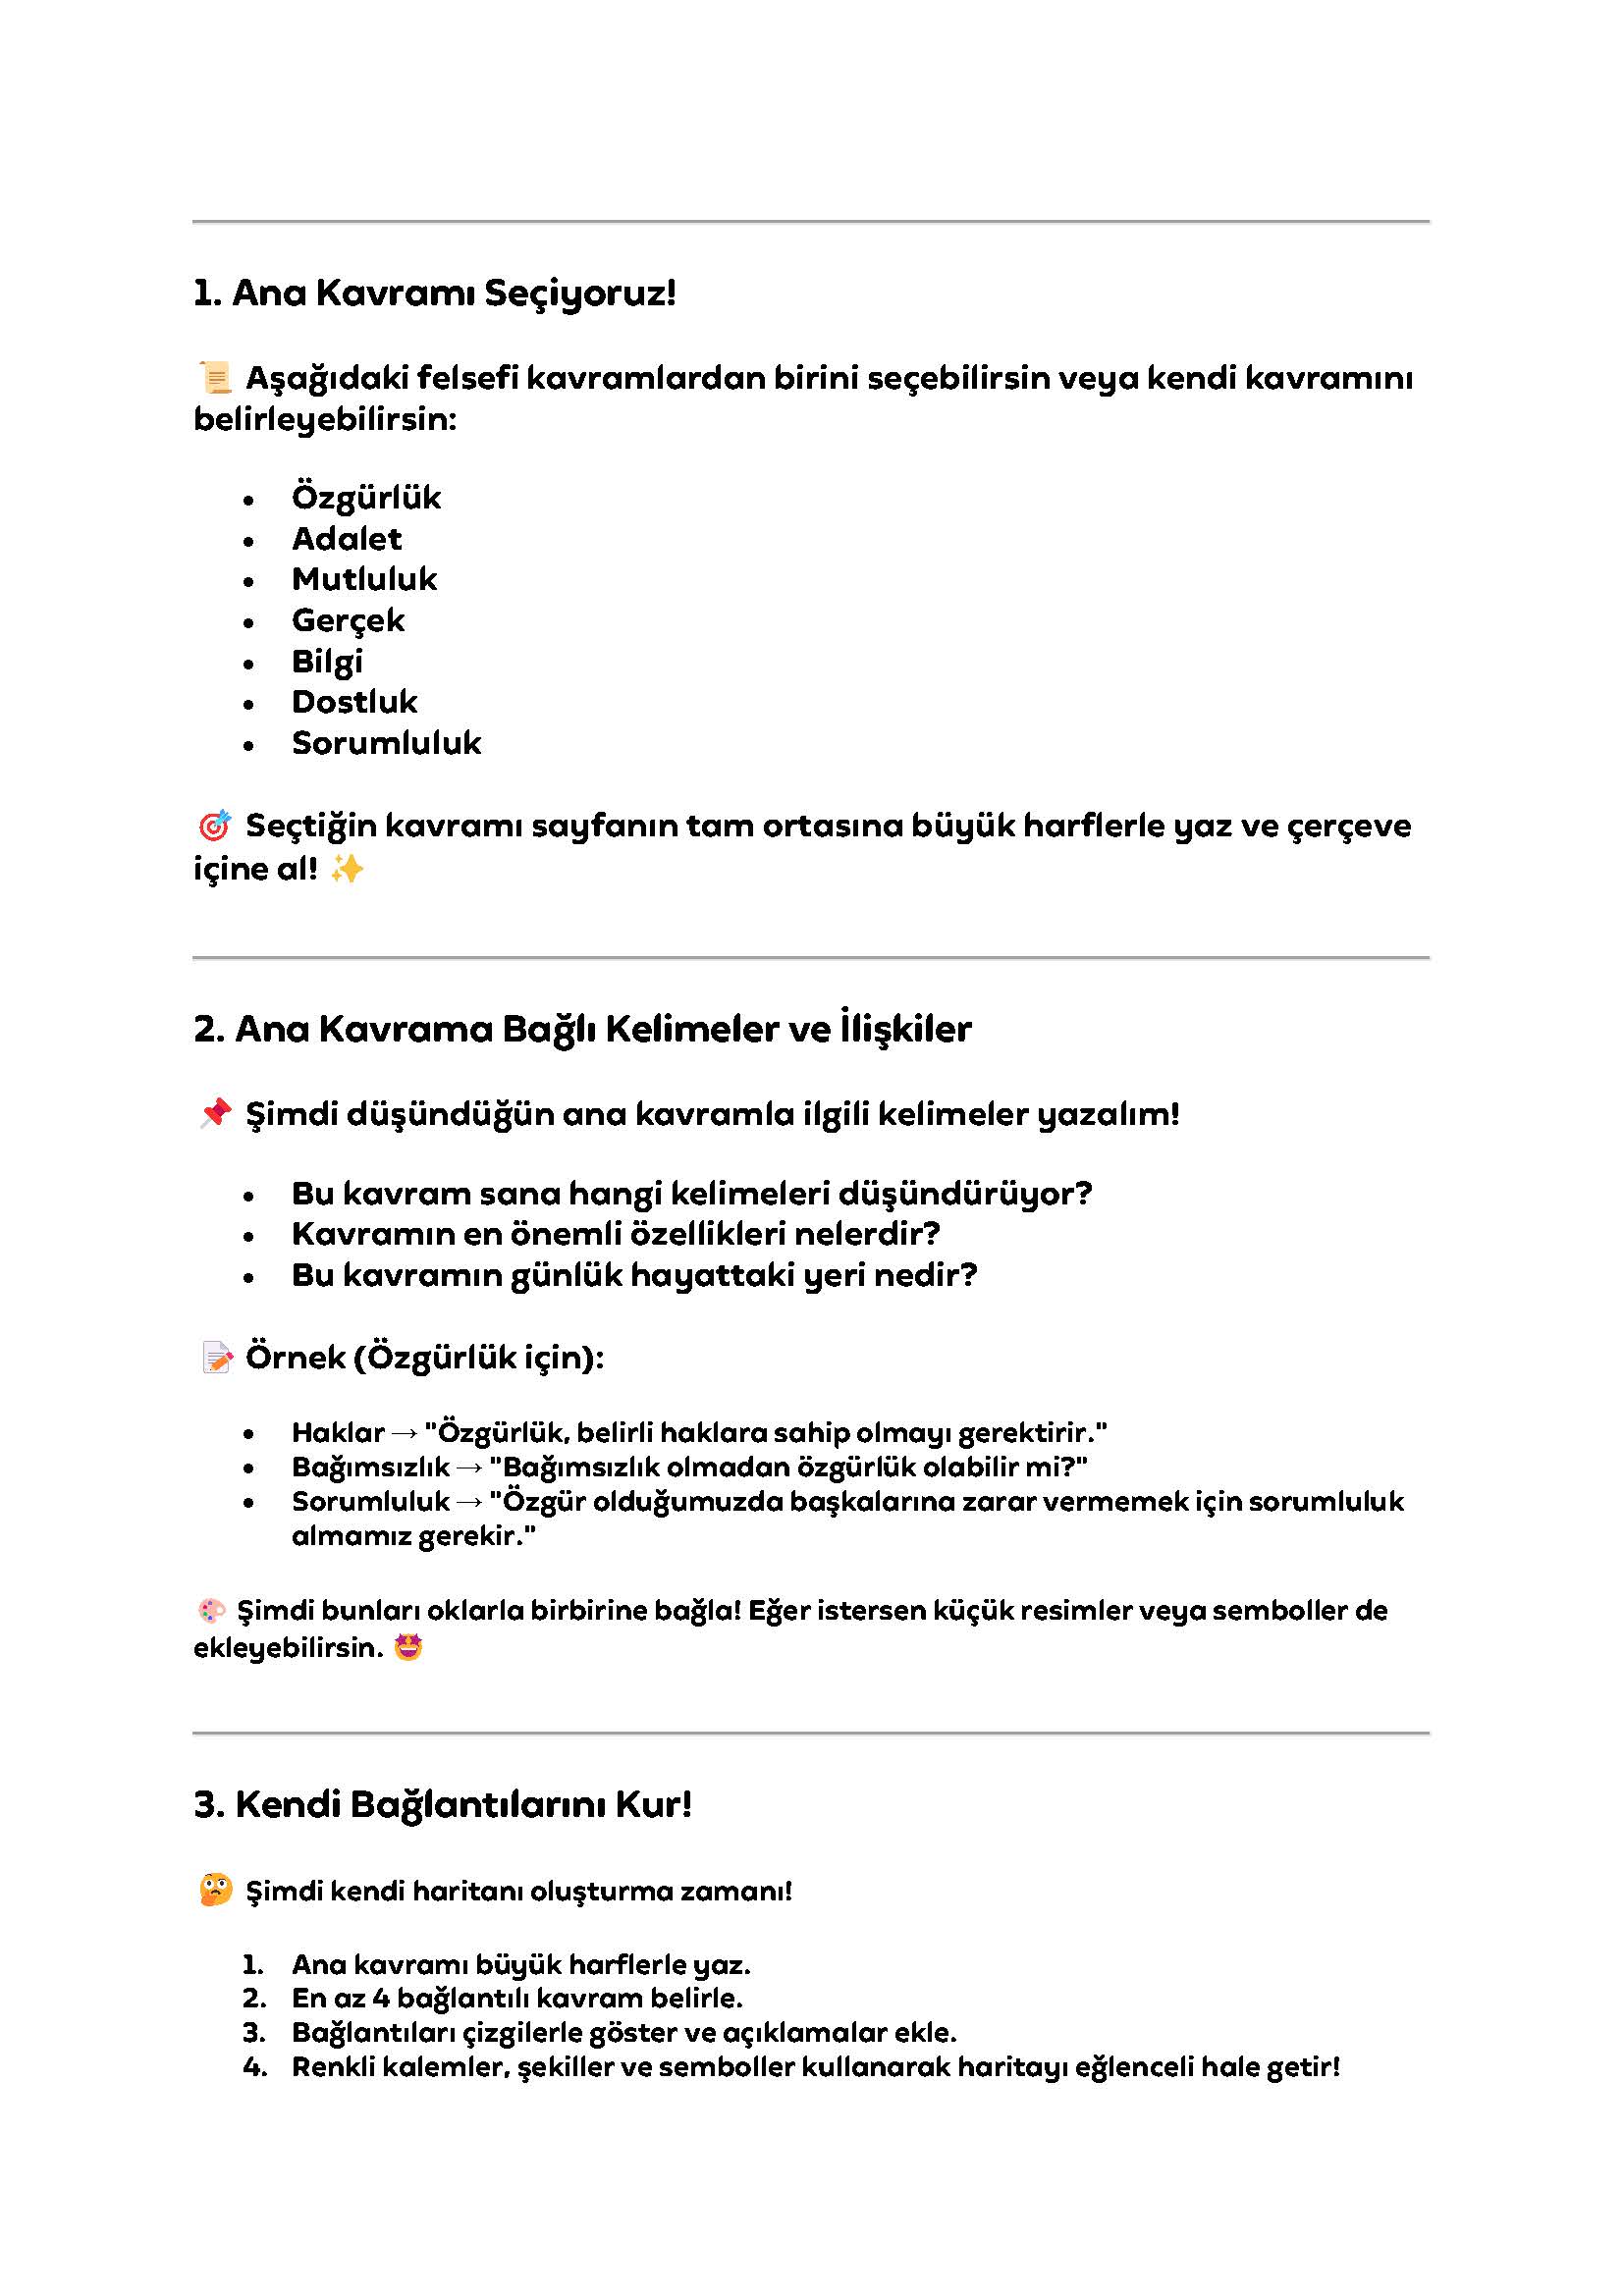 1. Ana Kavramı Seçiyoruz!
📜 Aşağıdaki felsefi kavramlardan birini seçebilirsin veya kendi kavramını
belirleyebilirsin:
• Özgürlük
• Adalet
• Mutluluk
• Gerçek
• Bilgi
• Dostluk
• Sorumluluk
🎯 Seçtiğin kavramı sayfanın tam ortasına büyük harflerle yaz ve çerçeve
içine al! ✨
2. Ana Kavrama Bağlı Kelimeler ve İlişkiler
📌 Şimdi düşündüğün ana kavramla ilgili kelimeler yazalım!
• Bu kavram sana hangi kelimeleri düşündürüyor?
• Kavramın en önemli özellikleri nelerdir?
• Bu kavramın günlük hayattaki yeri nedir?
📝 Örnek (Özgürlük için):
• Haklar → "Özgürlük, belirli haklara sahip olmayı gerektirir."
• Bağımsızlık → "Bağımsızlık olmadan özgürlük olabilir mi?"
• Sorumluluk → "Özgür olduğumuzda başkalarına zarar vermemek için sorumluluk
almamız gerekir."
🎨 Şimdi bunları oklarla birbirine bağla! Eğer istersen küçük resimler veya semboller de
ekleyebilirsin. 🤩
3. Kendi Bağlantılarını Kur!
🤔 Şimdi kendi haritanı oluşturma zamanı!
1. Ana kavramı büyük harflerle yaz.
2. En az 4 bağlantılı kavram belirle.
3. Bağlantıları çizgilerle göster ve açıklamalar ekle.
4. Renkli kalemler, şekiller ve semboller kullanarak haritayı eğlenceli hale getir!